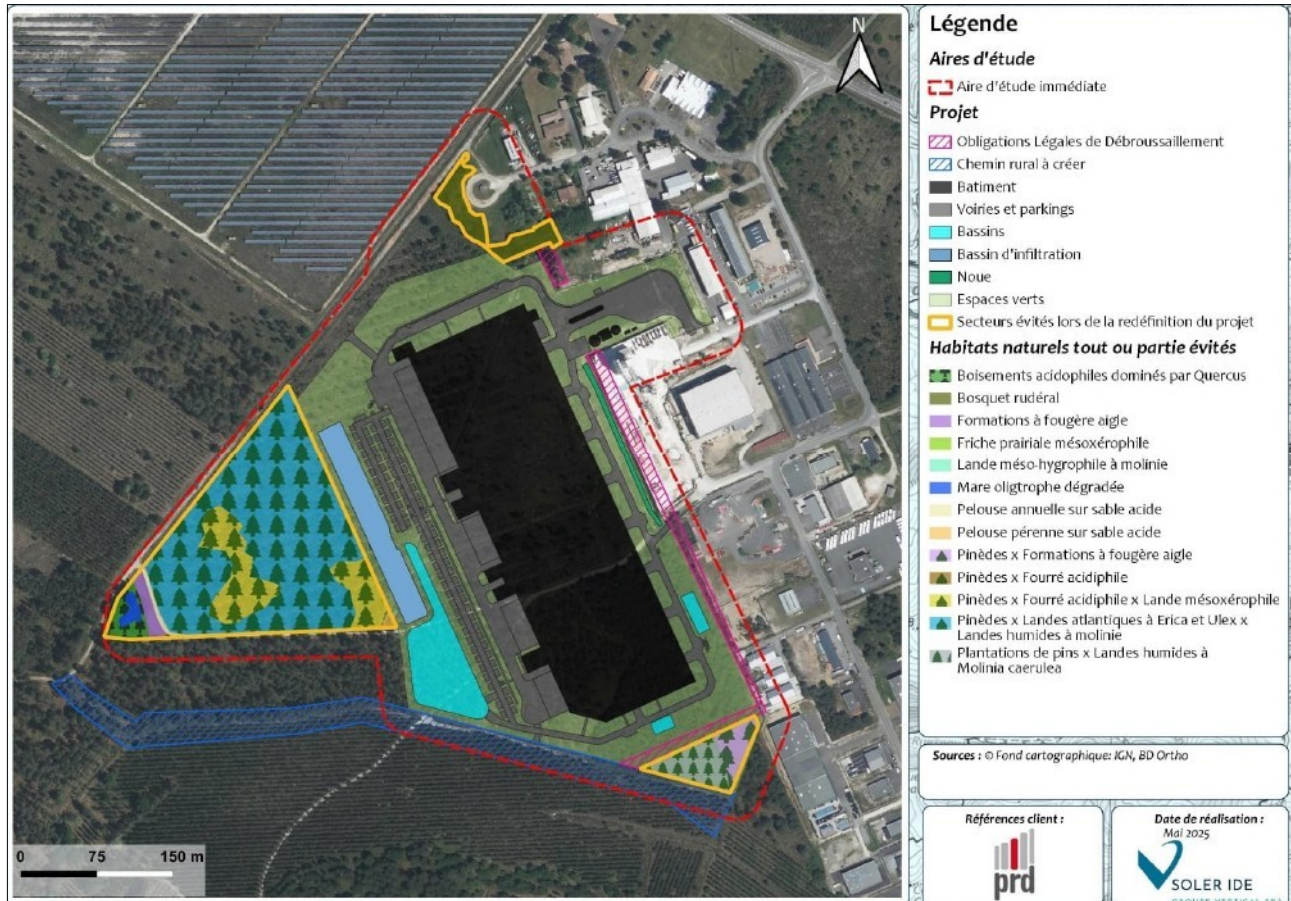 N
0 75 150 m
Légende
Aires d'étude
Aire d'étude immédiate
Projet
Obligations Légales de Débroussaillement
Chemin rural à créer
Batiment
Voiries et parkings
Bassins
Bassin d'infiltration
Noue
Espaces verts
Secteurs évités lors de la redéfinition du projet
Habitats naturels tout ou partie évités
Boisements acidophiles dominés par Quercus
Bosquet rudéral
Formations à fougère aigle
Friche prairiale mésoxérophile
Lande méso-hygrophile à molinie
Mare oligtrophe dégradée
Pelouse annuelle sur sable acide
Pelouse pérenne sur sable acide
Pinèdes x Formations à fougère aigle
Pinèdes x Fourré acidiphile
Pinèdes x Fourré acidiphile x Lande mésoxérophile
Pinèdes x Landes atlantiques à Erica et Ulex x
Landes humides à molinie
Plantations de pins x Landes humides à
Molinia caerulea
Sources : © Fond cartographique: IGN, BD Ortho
Références client :
prd
Date de réalisation :
Mai 2025
SOLER IDE